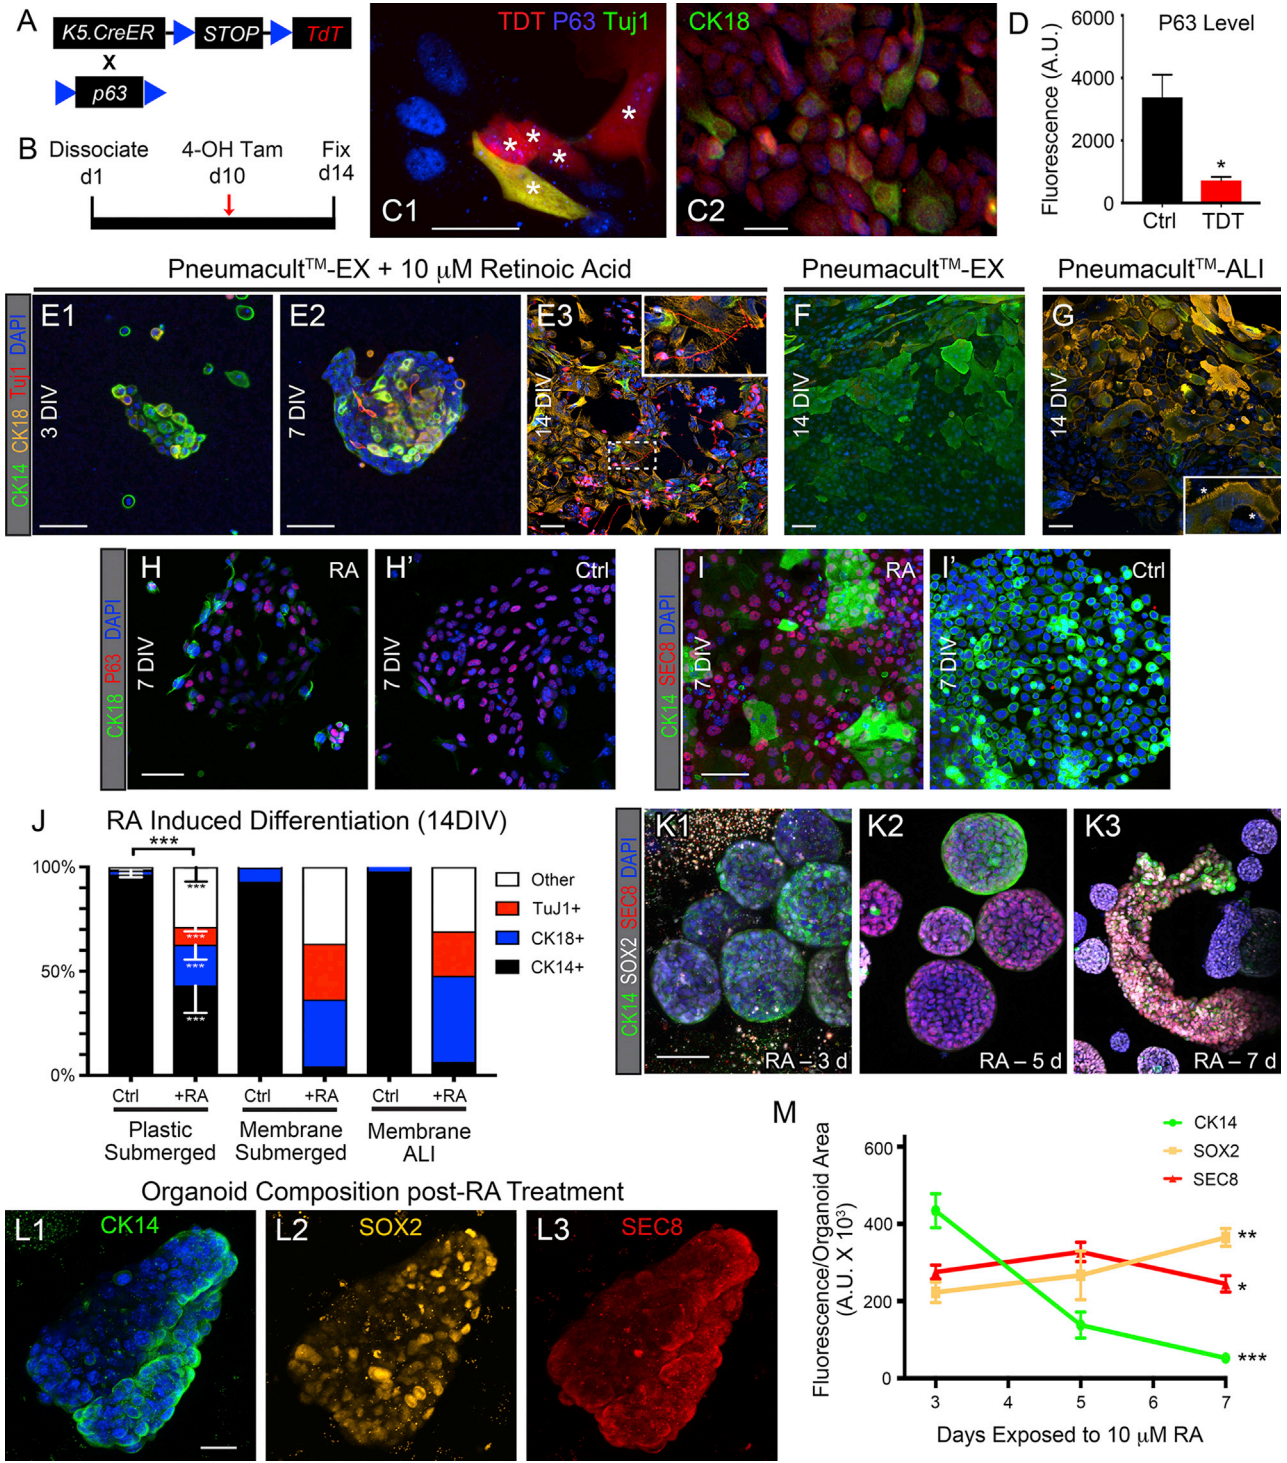 A
K5.CreER STOP TdT
X
p63
B
Dissociate 4-OH Tam Fix
d1 d10 d14
TDT P63 Tuj1
* * * *
C1
CK18
C2
D
P63 Level
Fluorescence (A.U.)
6000
4000
2000
0
*
Ctrl TDT
Pneumacult™-EX + 10 µM Retinoic Acid
Pneumacult™-EX
Pneumacult™-ALI
CK14 CK18 Tuj1 DAPI
E1
3 DIV
E2
7 DIV
E3
14 DIV
F
14 DIV
G
14 DIV
* *
CK18 P63 DAPI
H RA
7 DIV
H' Ctrl
7 DIV
CK14 SEC8 DAPI
I RA
7 DIV
I' Ctrl
7 DIV
J
RA Induced Differentiation (14DIV)
***
100%
50%
0%
***
***
***
***
Other
TuJ1+
CK18+
CK14+
Ctrl +RA Ctrl +RA Ctrl +RA
Plastic Submerged
Membrane Submerged
Membrane ALI
CK14 SOX2 SEC8 DAPI
K1
RA – 3 d
K2
RA – 5 d
K3
RA – 7 d
Organoid Composition post-RA Treatment
L1 CK14
L2 SOX2
L3 SEC8
M
CK14
SOX2
SEC8
Fluorescence/Organoid Area
(A.U. X 10³)
600
400
200
0
**
*
***
3 4 5 6 7
Days Exposed to 10 µM RA